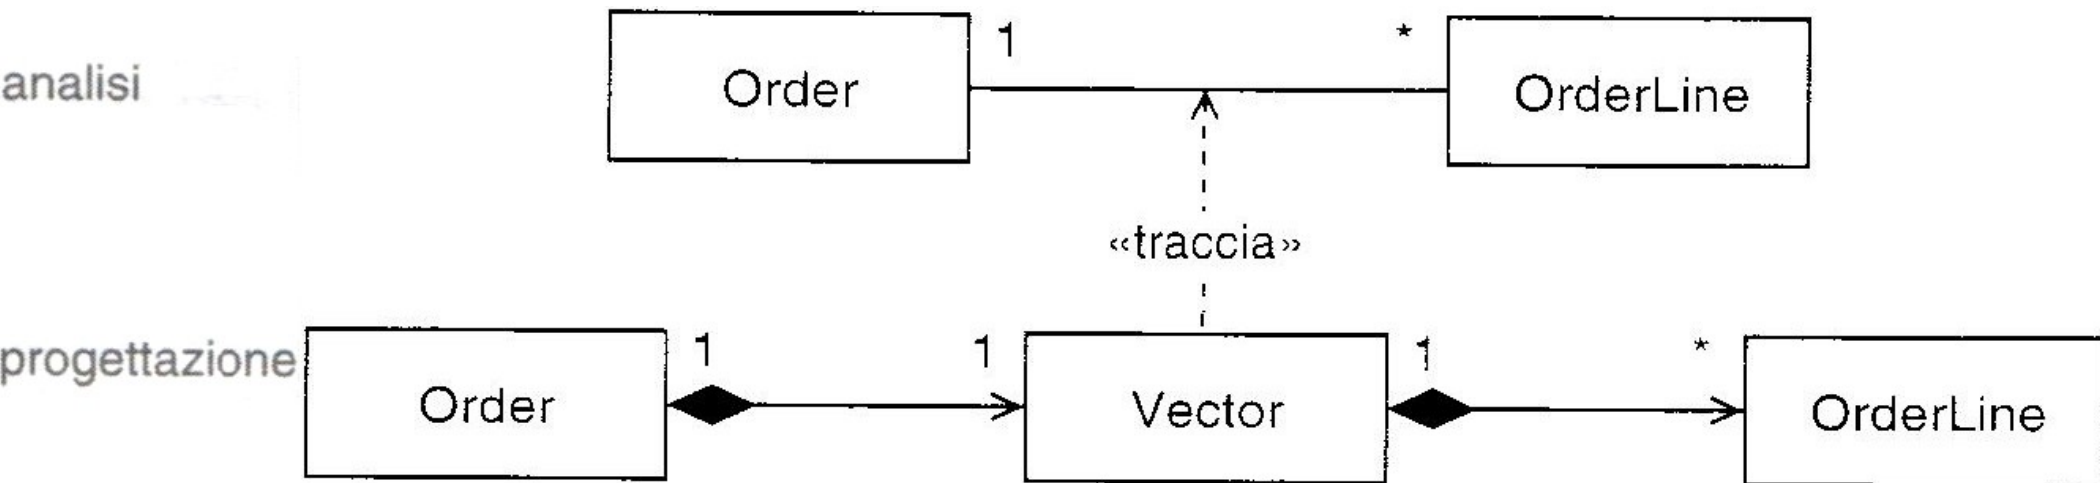 1 *
analisi Order OrderLine
«traccia»
1 1 1 *
progettazione Order Vector OrderLine